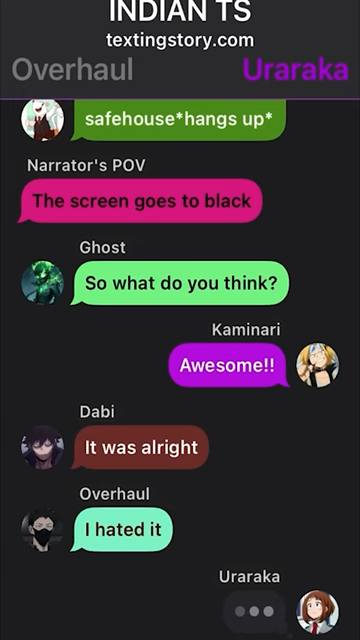 INDIAN TS
textingstory.com
Overhaul Uraraka
safehouse*hangs up*
Narrator's POV
The screen goes to black
Ghost
So what do you think?
Kaminari
Awesome!!
Dabi
It was alright
Overhaul
I hated it
Uraraka